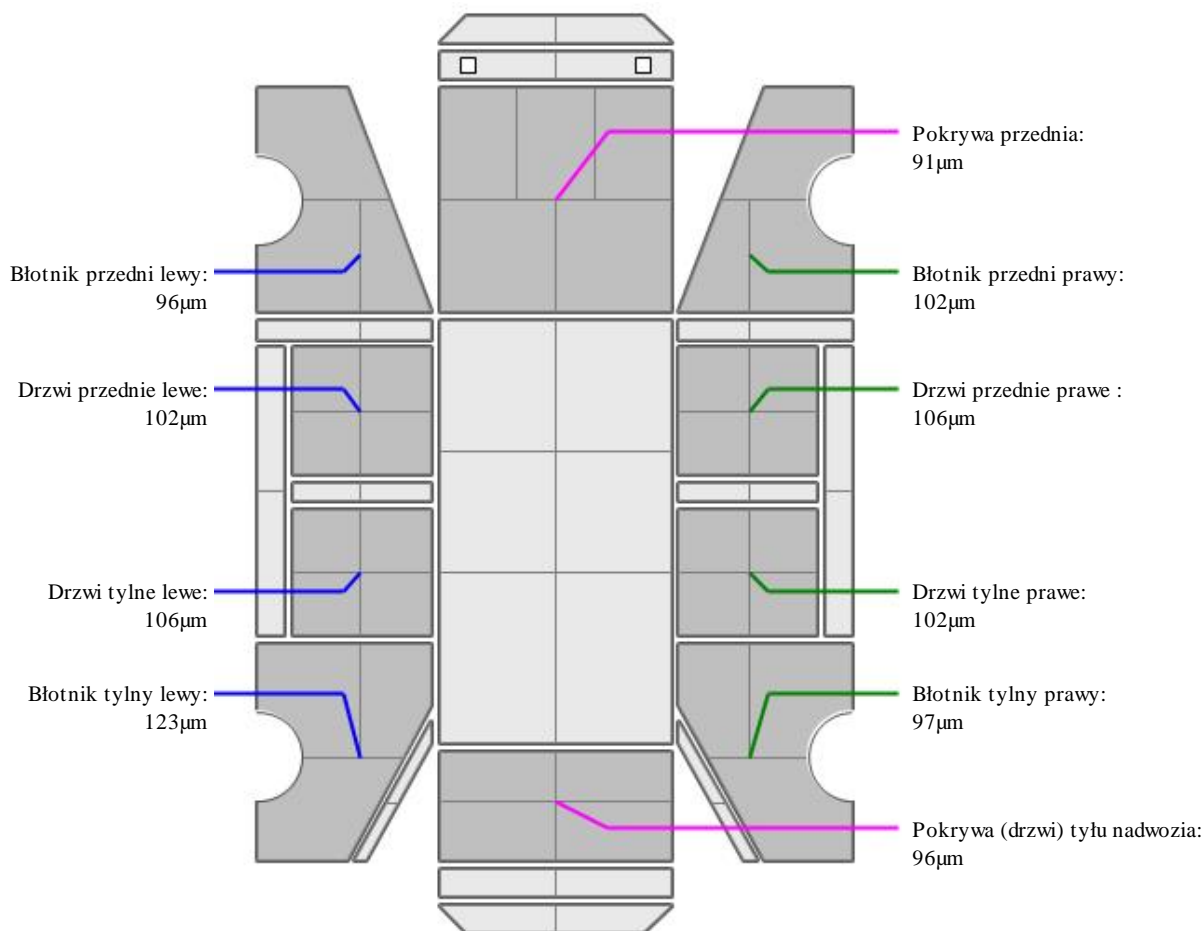 Pokrywa przednia:
91µm
Błotnik przedni lewy:
96µm
Błotnik przedni prawy:
102µm
Drzwi przednie lewe:
102µm
Drzwi przednie prawe :
106µm
Drzwi tylne lewe:
106µm
Drzwi tylne prawe:
102µm
Błotnik tylny lewy:
123µm
Błotnik tylny prawy:
97µm
Pokrywa (drzwi) tyłu nadwozia:
96µm